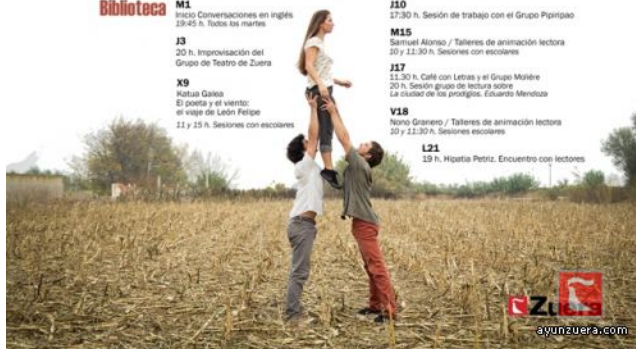 Biblioteca
M1
Inicio Conversaciones en inglés
19:45 h. Todos los martes
J3
20 h. Improvisación del
Grupo de Teatro de Zuera
X9
Katua Galea
El poeta y el viento:
el viaje de León Felipe
11 y 15 h. Sesiones con escolares
J10
17:30 h. Sesión de trabajo con el Grupo Pipiripao
M15
Samuel Alonso / Talleres de animación lectora
10 y 11:30 h. Sesiones con escolares
J17
11.30 h. Café con Letras y el Grupo Molière
20 h. Sesión grupo de lectura sobre
La ciudad de los prodigios. Eduardo Mendoza
V18
Nono Granero / Talleres de animación lectora
10 y 11:30 h. Sesiones escolares
L21
19 h. Hipatia Petriz. Encuentro con lectores
Zuera
ayunzuera.com